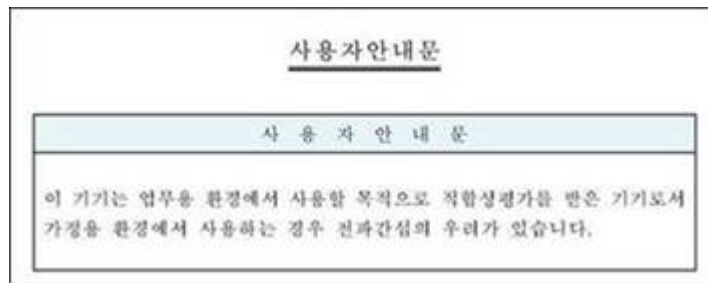 사용자안내문
사 용 자 안 내 문
이 기기는 업무용 환경에서 사용할 목적으로 적합성평가를 받은 기기로서
가정용 환경에서 사용하는 경우 전파간섭의 우려가 있습니다.